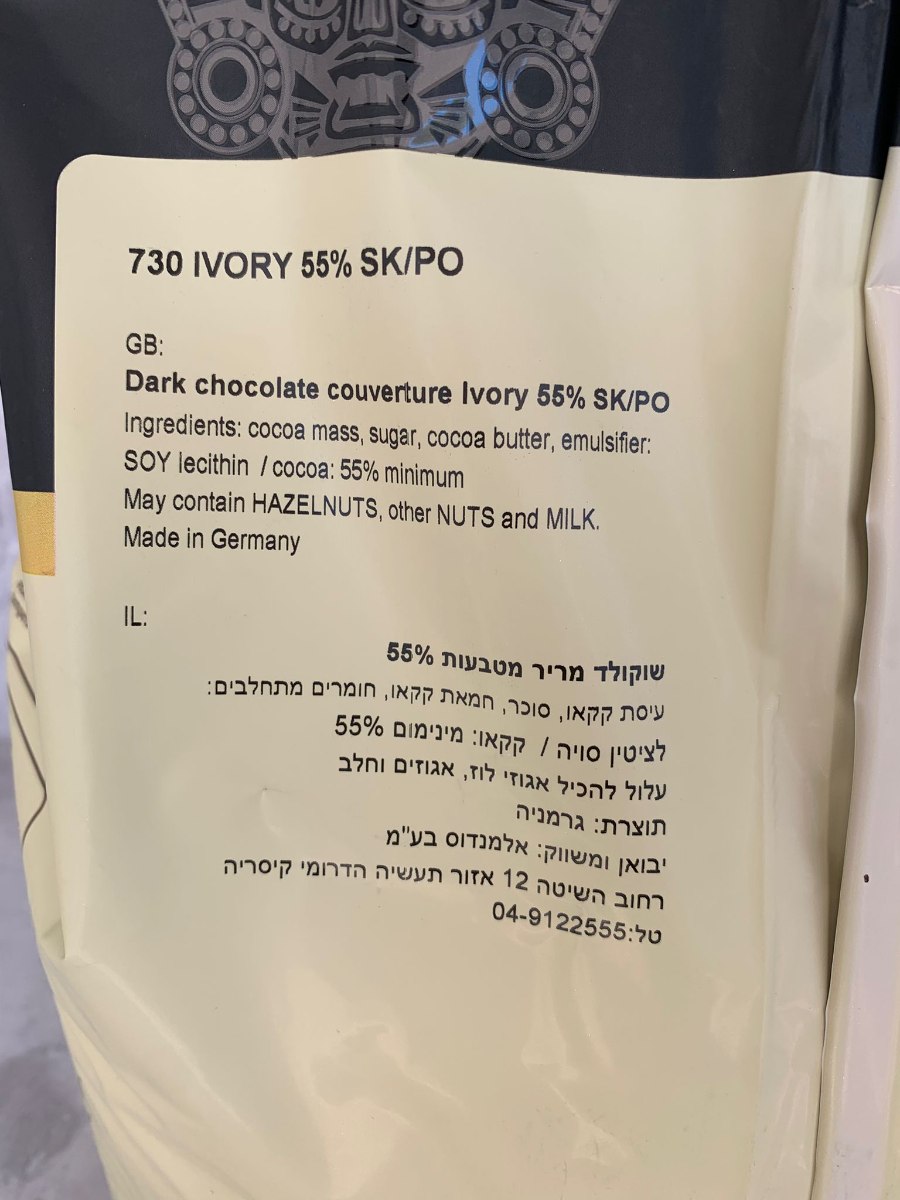 730 IVORY 55% SK/PO
GB:
Dark chocolate couverture Ivory 55% SK/PO
Ingredients: cocoa mass, sugar, cocoa butter, emulsifier:
SOY lecithin / cocoa: 55% minimum
May contain HAZELNUTS, other NUTS and MILK.
Made in Germany
IL:
שוקולד מריר מטבעות 55%
עיסת קקאו, סוכר, חמאת קקאו, חומרים מתחלבים:
לציטין סויה / קקאו: מינימום 55%
עלול להכיל אגוזי לוז, אגוזים וחלב
תוצרת: גרמניה
יבואן ומשווק: אלמנדוס בע"מ
רחוב השיטה 12 אזור תעשיה הדרומי קיסריה
טל:04-9122555